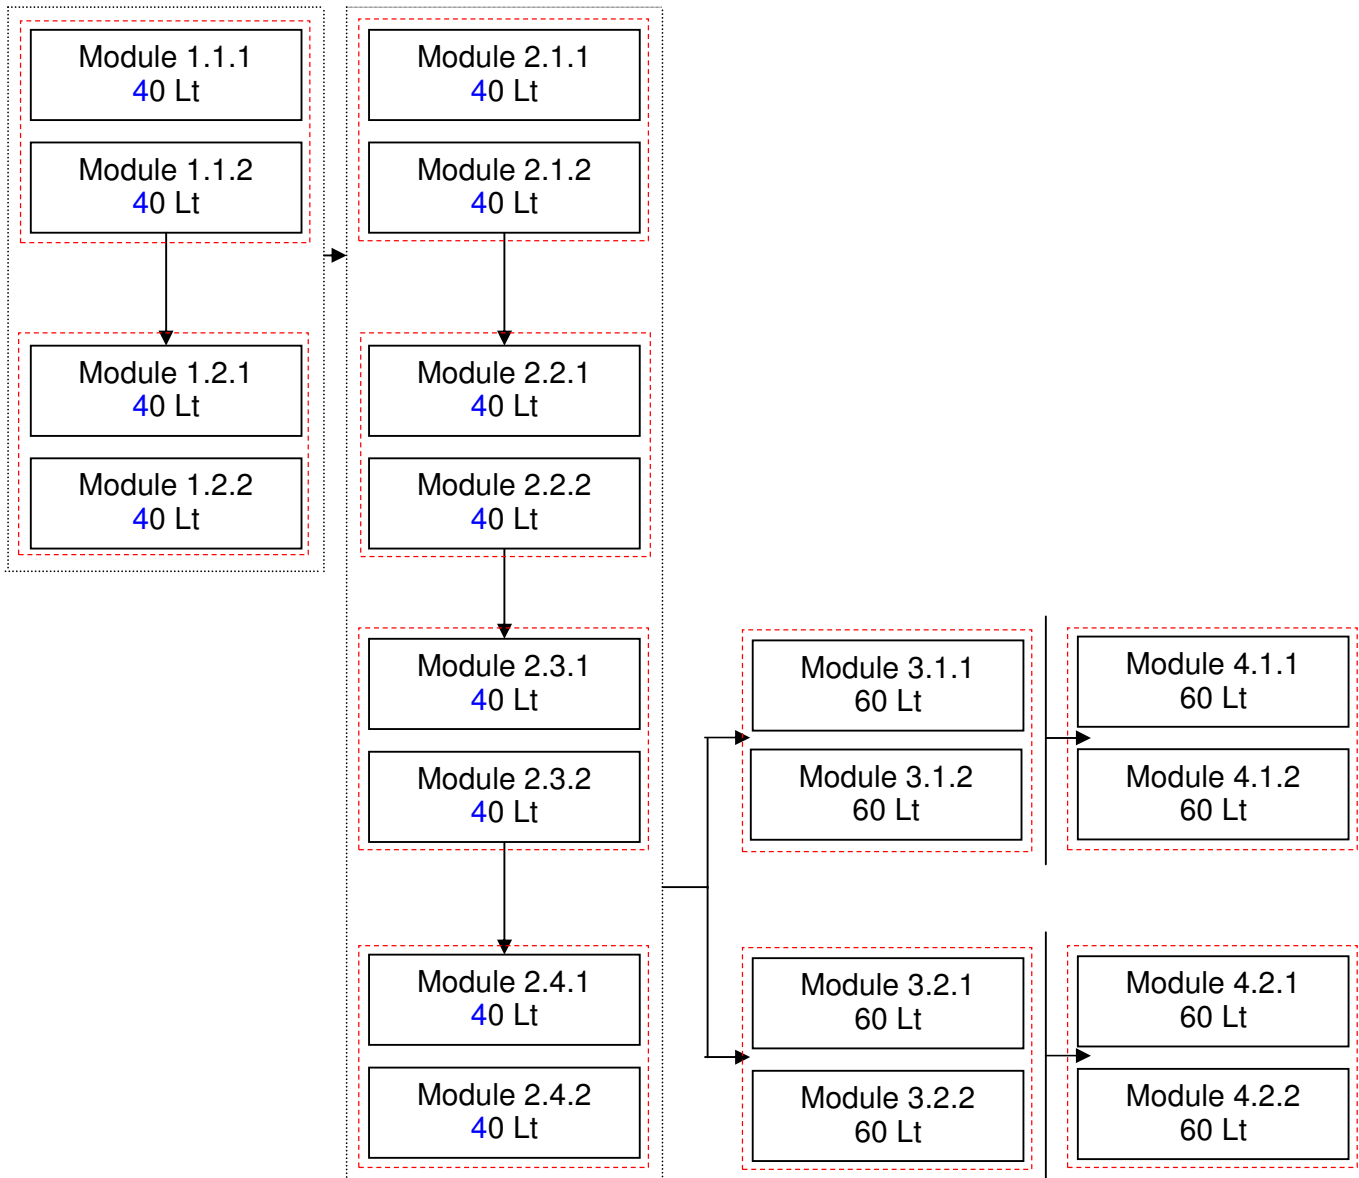 Module 1.1.1
40 Lt
Module 1.1.2
40 Lt
Module 1.2.1
40 Lt
Module 1.2.2
40 Lt
Module 2.1.1
40 Lt
Module 2.1.2
40 Lt
Module 2.2.1
40 Lt
Module 2.2.2
40 Lt
Module 2.3.1
40 Lt
Module 2.3.2
40 Lt
Module 2.4.1
40 Lt
Module 2.4.2
40 Lt
Module 3.1.1
60 Lt
Module 3.1.2
60 Lt
Module 3.2.1
60 Lt
Module 3.2.2
60 Lt
Module 4.1.1
60 Lt
Module 4.1.2
60 Lt
Module 4.2.1
60 Lt
Module 4.2.2
60 Lt